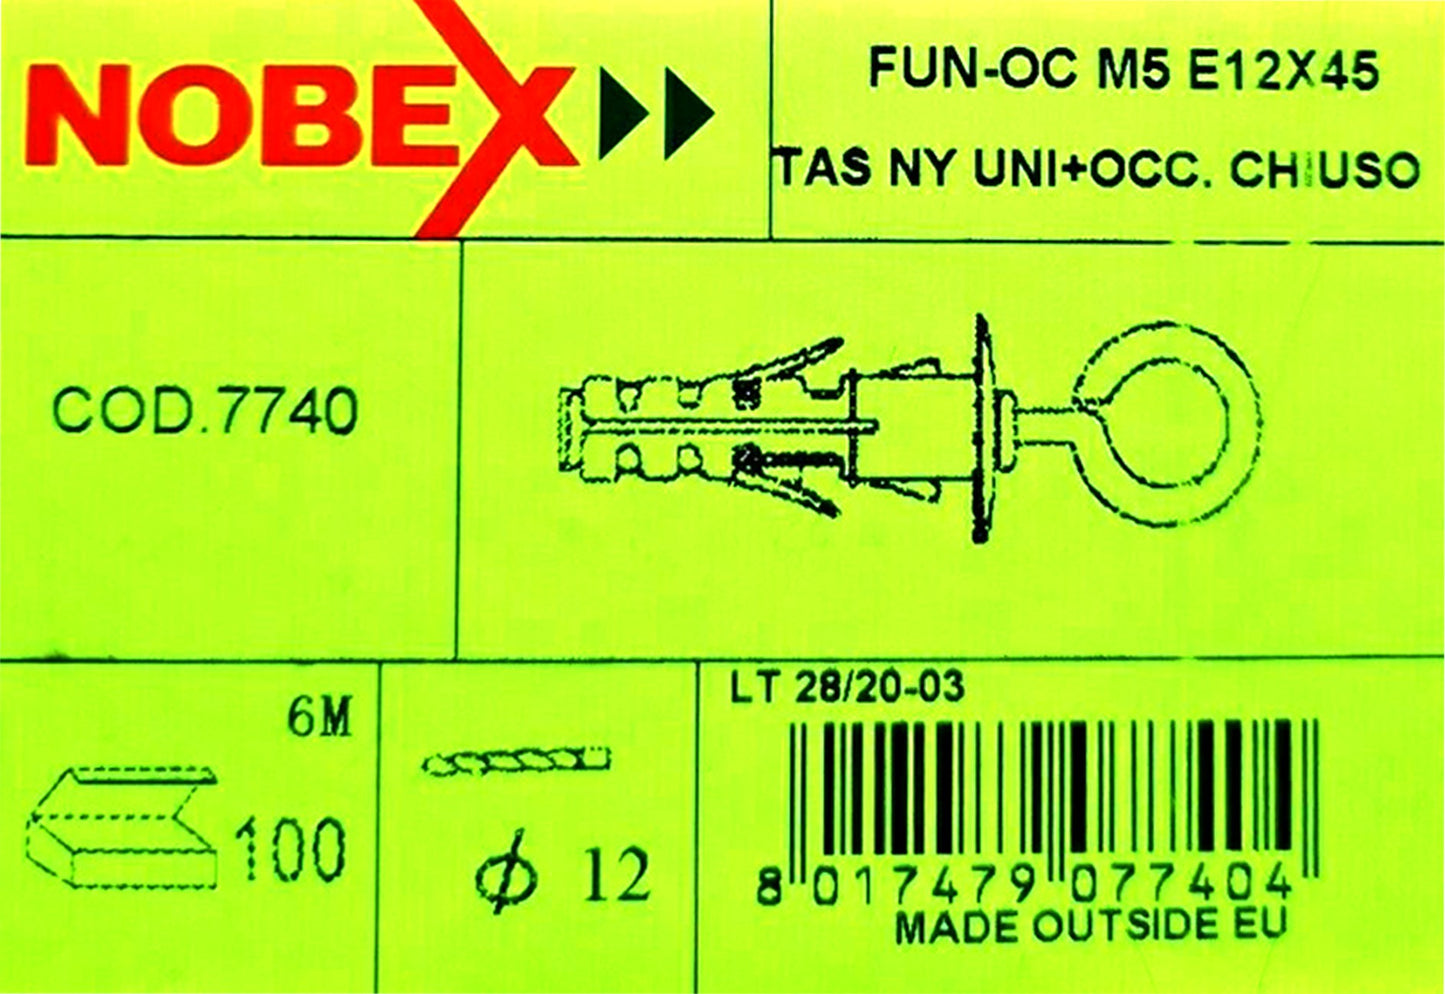 NOBEX
FUN-OC M5 E12X45
TAS NY UNI+OCC. CHIUSO
COD.7740
6M
100
ϕ 12
LT 28/20-03
8 017479 077404
MADE OUTSIDE EU